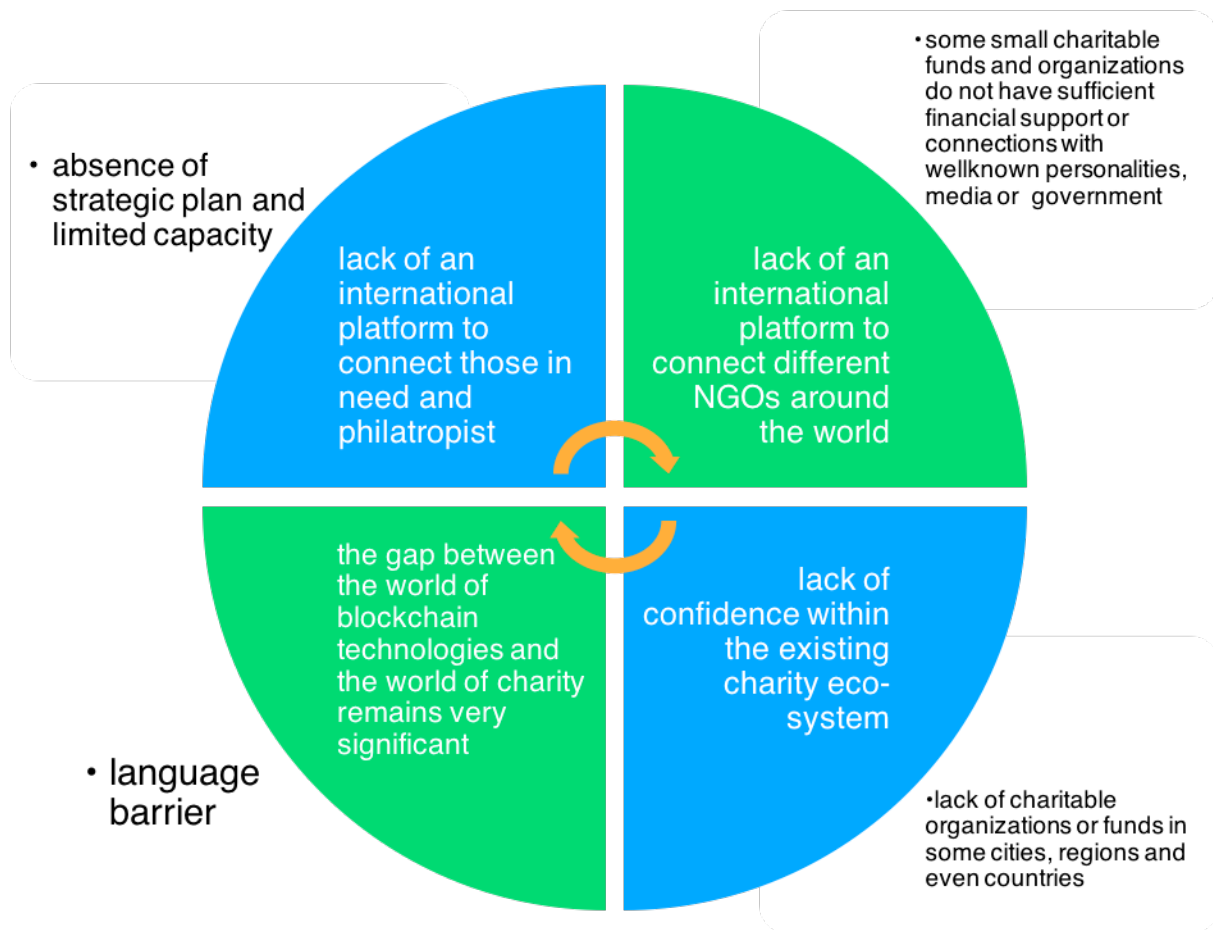 • absence of
strategic plan and
limited capacity
•some small charitable
funds and organizations
do not have sufficient
financial support or
connections with
wellknown personalities,
media or government
lack of an
international
platform to
connect those in
need and
philatropist
lack of an
international
platform to
connect different
NGOs around
the world
the gap between
the world of
blockchain
technologies and
the world of charity
remains very
significant
lack of
confidence within
the existing
charity eco-
system
• language
barrier
•lack of charitable
organizations or funds in
some cities, regions and
even countries